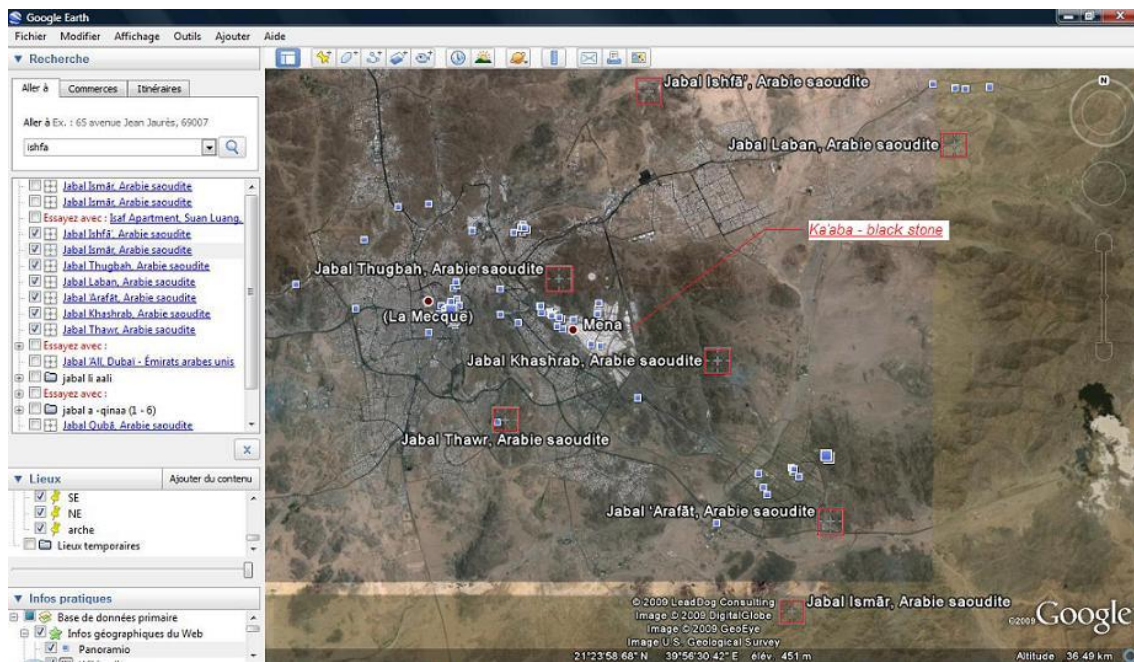 Google Earth
Fichier Modifier Affichage Outils Ajouter Aide
Recherche
Aller à Commerces Itinéraires
Aller à Ex. : 65 avenue Jean Jaurès, 69007
ishfa
Jabal Ismār, Arabie saoudite
Jabal Ismār, Arabie saoudite
Essayez avec : Isaf Apartment, Suan Luang,
Jabal Ishfā', Arabie saoudite
Jabal Ismār, Arabie saoudite
Jabal Thugbah, Arabie saoudite
Jabal Laban, Arabie saoudite
Jabal 'Arafāt, Arabie saoudite
Jabal Khashrab, Arabie saoudite
Jabal Thawr, Arabie saoudite
Essayez avec :
Jabal 'Alī, Dubaï - Émirats arabes unis
jabal li aali
Essayez avec :
jabal a -qinaa (1 - 6)
Jabal Qubā, Arabie saoudite
Lieux Ajouter du contenu
SE
NE
arche
Lieux temporaires
Infos pratiques
Base de données primaire
Infos géographiques du Web
Panoramio
Jabal Ishfā', Arabie saoudite
N
Jabal Laban, Arabie saoudite
Ka'aba - black stone
Jabal Thugbah, Arabie saoudite
(La Mecque)
Mena
Jabal Khashrab, Arabie saoudite
Jabal Thawr, Arabie saoudite
Jabal 'Arafāt, Arabie saoudite
Jabal Ismār, Arabie saoudite
© 2009 LeadDog Consulting
Image © 2009 DigitalGlobe
Image © 2009 GeoEye
Image U.S. Geological Survey
©2009 Google
21°23'58.68" N 39°56'30.42" E élév. 451 m
Altitude 36.49 km